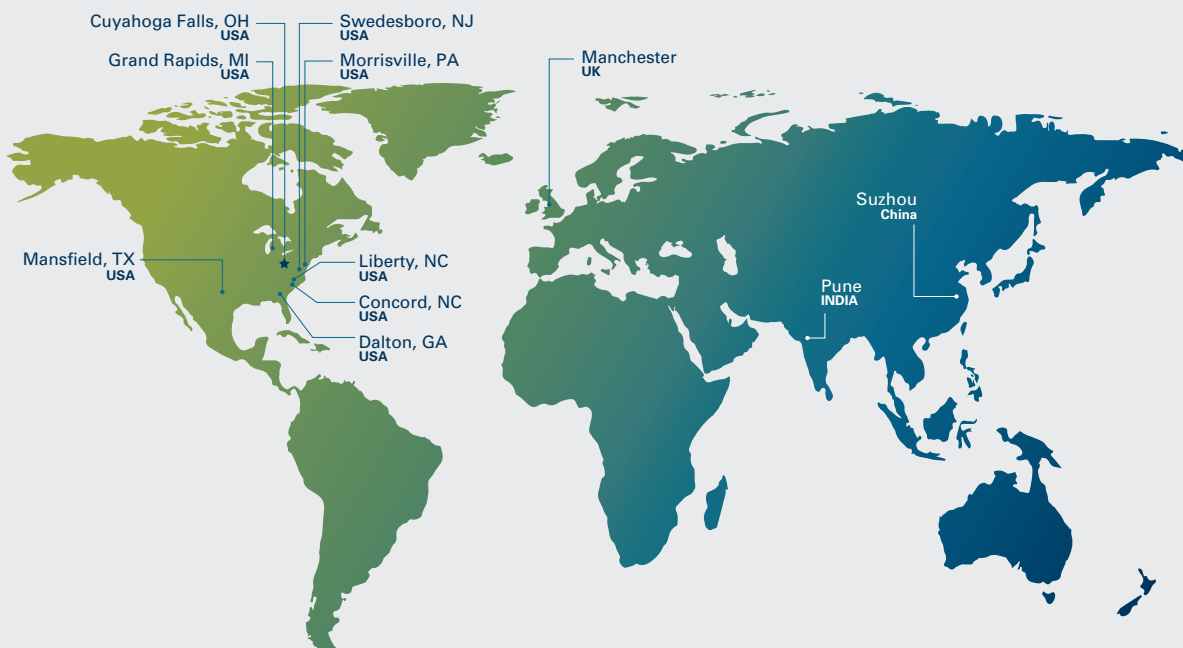 Cuyahoga Falls, OH
USA
Swedesboro, NJ
USA
Grand Rapids, MI
USA
Morrisville, PA
USA
Manchester
UK
Suzhou
China
Mansfield, TX
USA
Liberty, NC
USA
Pune
INDIA
Concord, NC
USA
Dalton, GA
USA